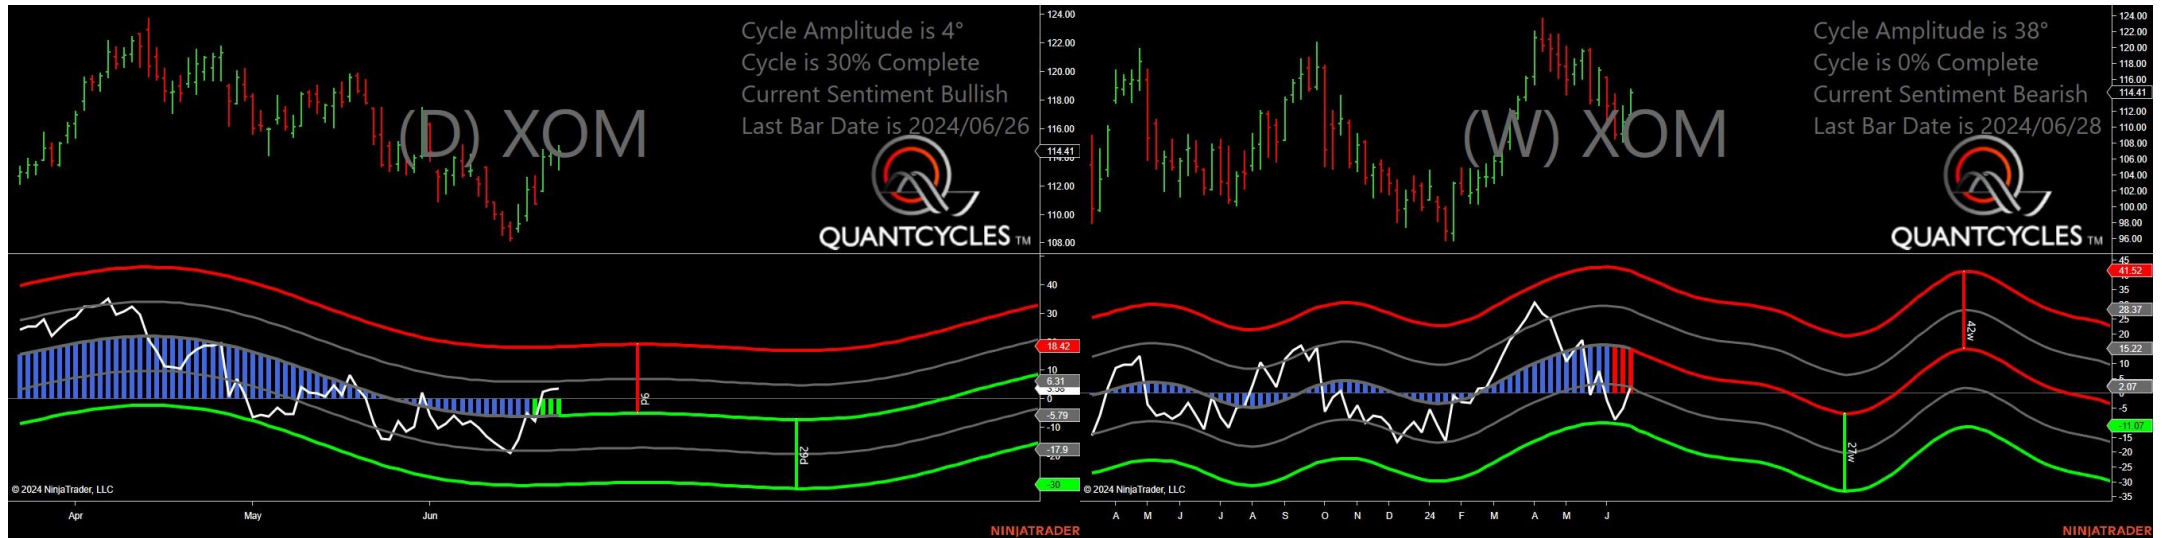 Cycle Amplitude is 4°
Cycle is 30% Complete
Current Sentiment Bullish
Last Bar Date is 2024/06/26
(D) XOM
QUANTCYCLES TM
124.00
122.00
120.00
118.00
116.00
114.41
112.00
110.00
108.00
40
30
18.42
10
6.31
0
-5.79
-10
-17.9
-30
9d
29d
© 2024 NinjaTrader, LLC
Apr May Jun
NINJATRADER
Cycle Amplitude is 38°
Cycle is 0% Complete
Current Sentiment Bearish
Last Bar Date is 2024/06/28
(W) XOM
QUANTCYCLES TM
124.00
122.00
120.00
118.00
116.00
114.41
112.00
110.00
108.00
106.00
104.00
102.00
100.00
98.00
96.00
45
41.52
35
28.37
25
20
15.22
10
2.07
-5
-11.07
-15
-20
-25
-30
-35
42w
27w
© 2024 NinjaTrader, LLC
A M J J A S O N D 24 F M A M J
NINJATRADER